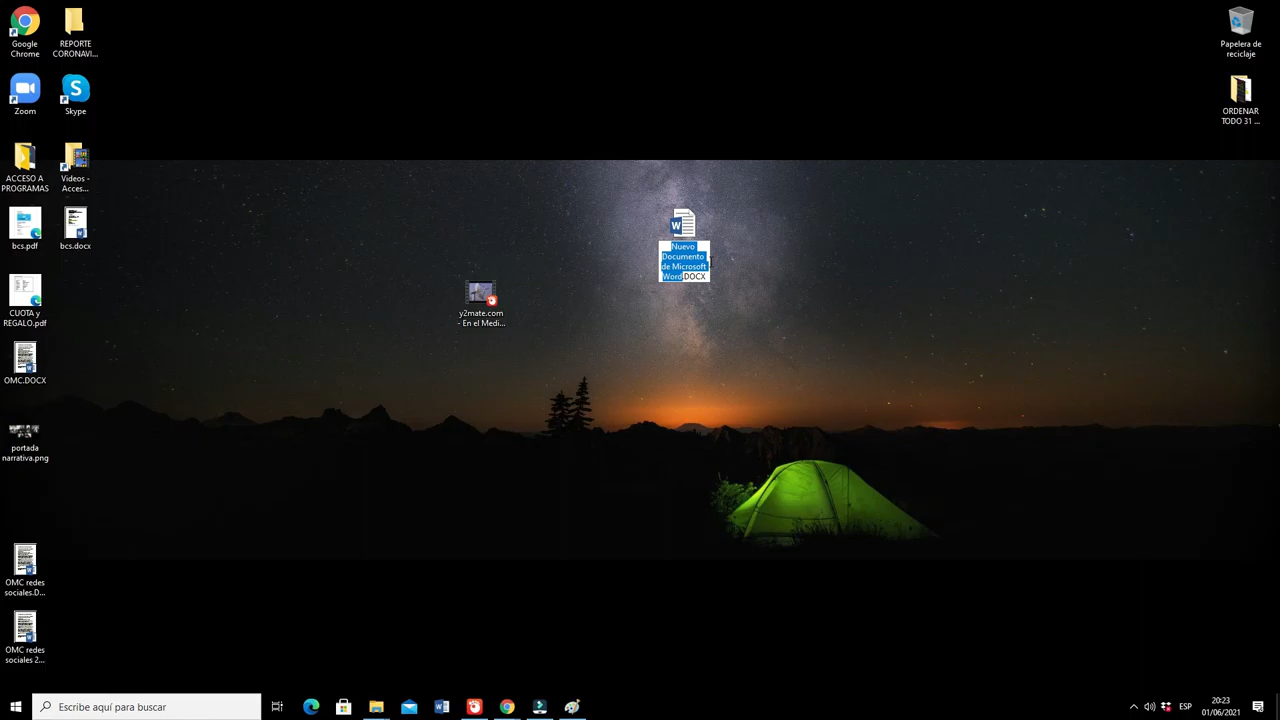 Google
Chrome
REPORTE
CORONAVI...
Zoom
Skype
ACCESO A
PROGRAMAS
Videos -
Acces...
bcs.pdf
bcs.docx
CUOTA y
REGALO.pdf
OMC.DOCX
portada
narrativa.png
OMC redes
sociales.D...
OMC redes
sociales 2...
y2mate.com
- En el Medi...
Nuevo
Documento
de Microsoft
Word.DOCX
Papelera de
reciclaje
ORDENAR
TODO 31 ...
Escribe aquí para buscar
ESP
20:23
01/06/2021